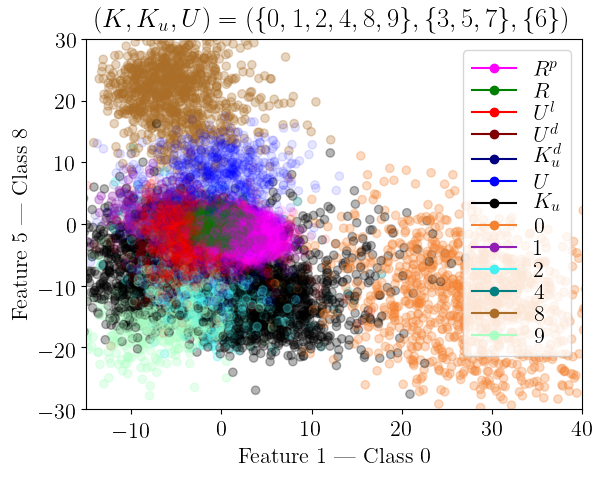 (K, K_u, U) = ({0, 1, 2, 4, 8, 9}, {3, 5, 7}, {6})
30
20
10
0
−10
−20
−30
Feature 5 — Class 8
−10
0
10
20
30
40
Feature 1 — Class 0
R^p
R
U^l
U^d
K_u^d
U
K_u
0
1
2
4
8
9